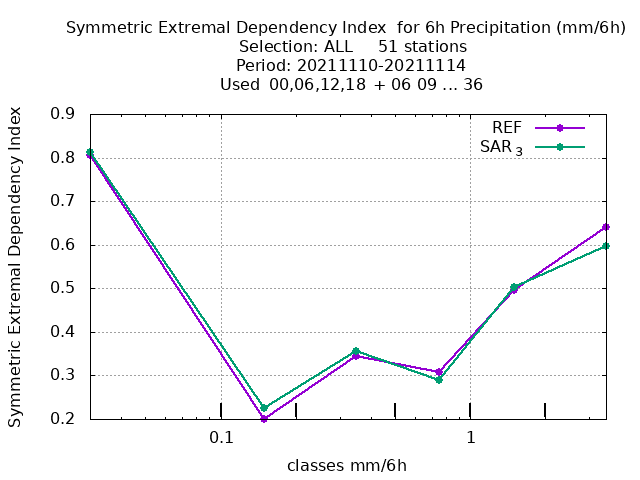 Symmetric Extremal Dependency Index  for 6h Precipitation (mm/6h)
Selection: ALL     51 stations
Period: 20211110-20211114
Used  00,06,12,18  + 06 09 ... 36
Symmetric Extremal Dependency Index
0.9
0.8
0.7
0.6
0.5
0.4
0.3
0.2
REF
SAR 3
0.1
1
classes mm/6h